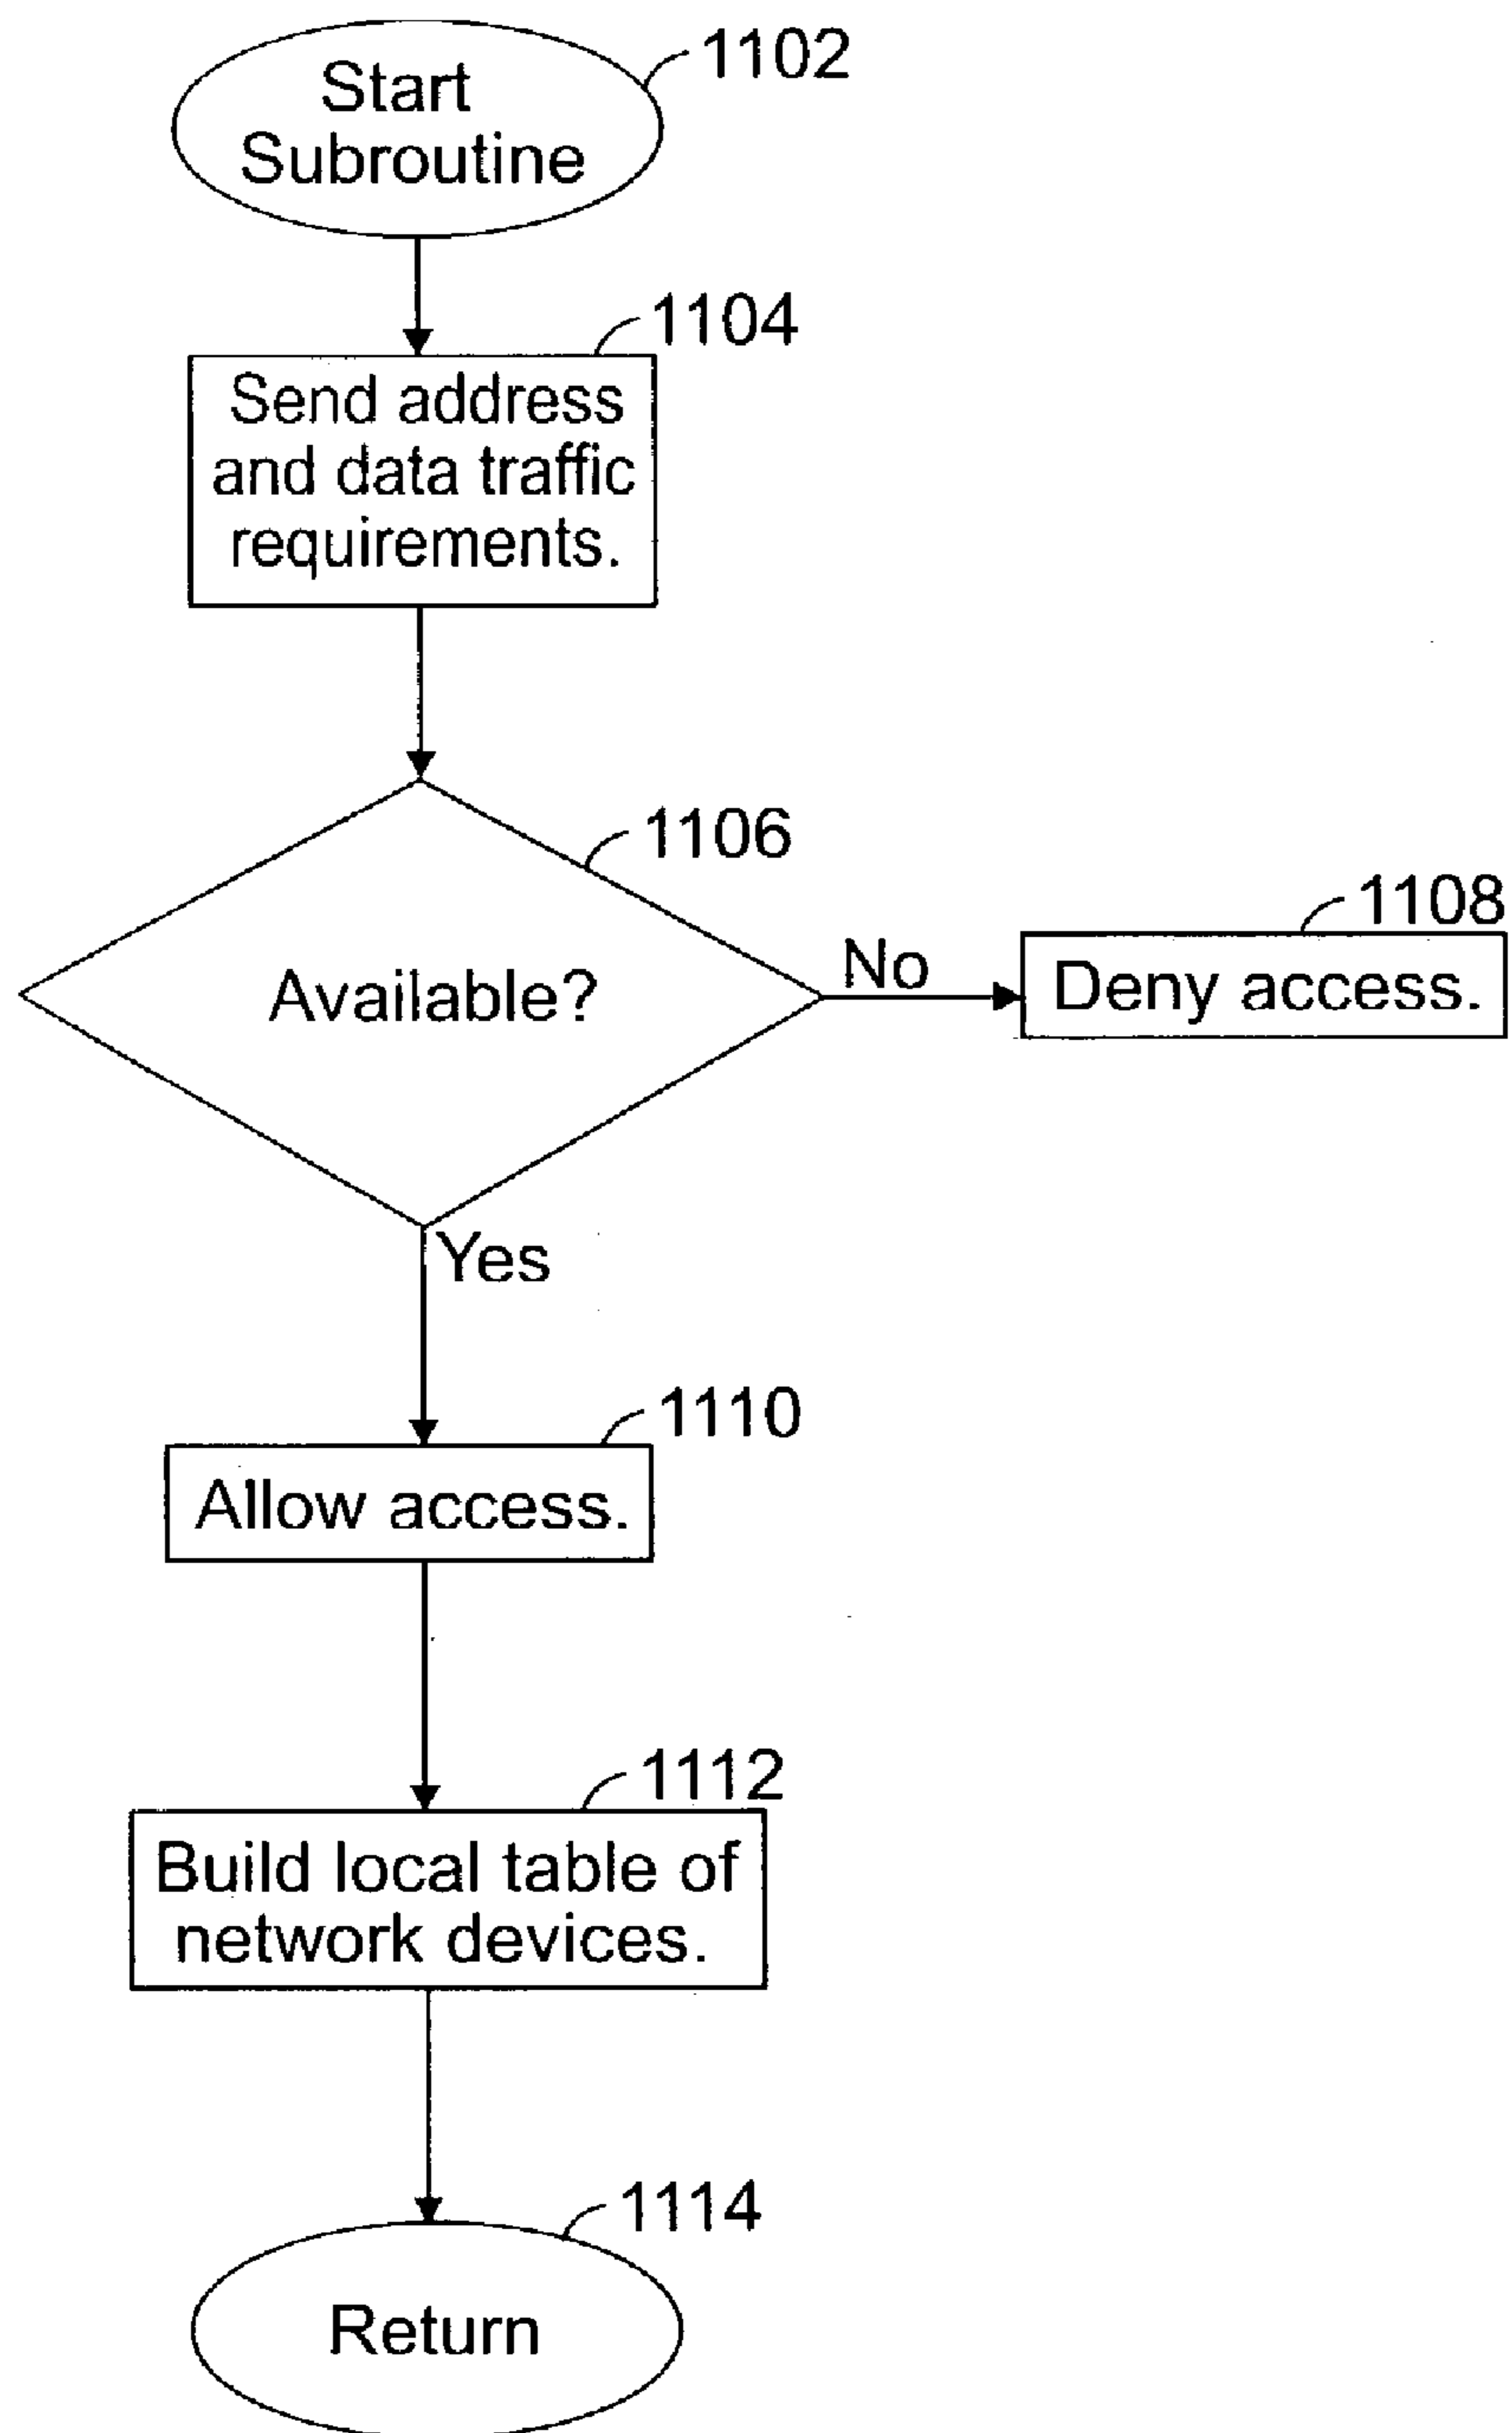 1102
Start
Subroutine
1104
Send address
and data traffic
requirements.
1106
Available?
No
1108
Deny access.
Yes
1110
Allow access.
1112
Build local table of
network devices.
1114
Return